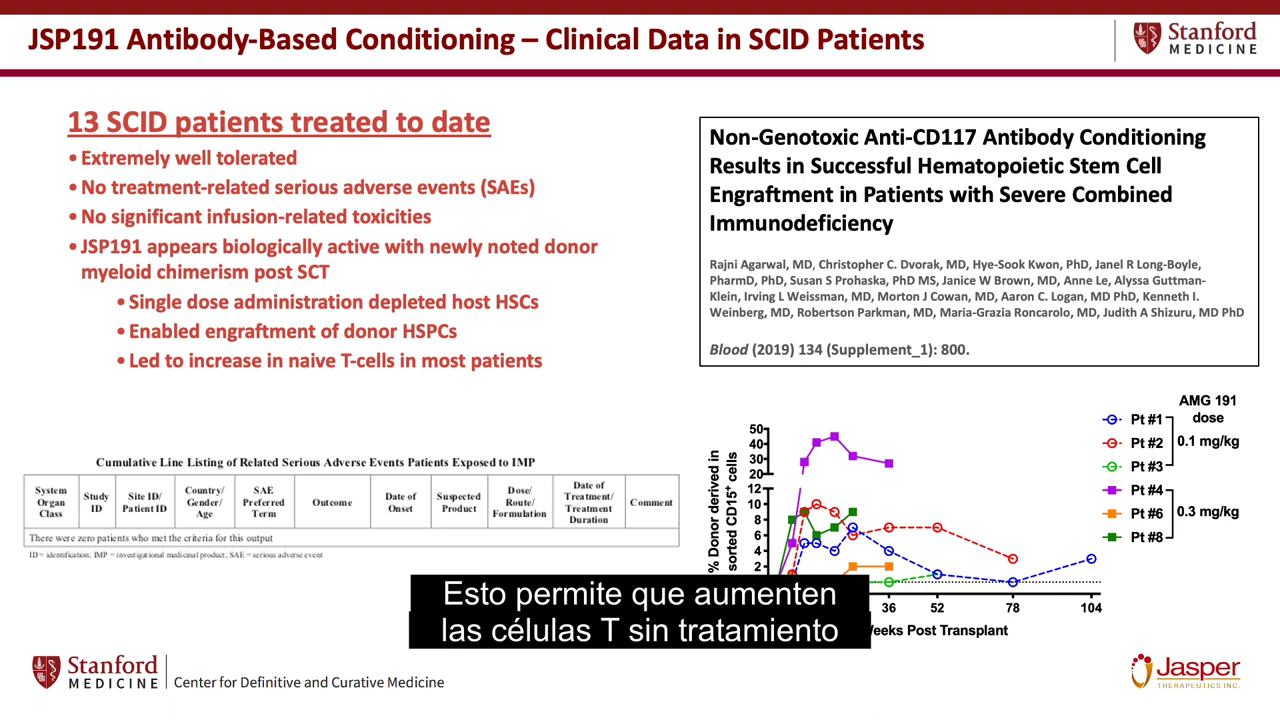 JSP191 Antibody-Based Conditioning – Clinical Data in SCID Patients
Stanford
MEDICINE
13 SCID patients treated to date
• Extremely well tolerated
• No treatment-related serious adverse events (SAEs)
• No significant infusion-related toxicities
• JSP191 appears biologically active with newly noted donor
myeloid chimerism post SCT
• Single dose administration depleted host HSCs
• Enabled engraftment of donor HSPCs
• Led to increase in naive T-cells in most patients
Non-Genotoxic Anti-CD117 Antibody Conditioning
Results in Successful Hematopoietic Stem Cell
Engraftment in Patients with Severe Combined
Immunodeficiency
Rajni Agarwal, MD, Christopher C. Dvorak, MD, Hye-Sook Kwon, PhD, Janel R Long-Boyle,
PharmD, PhD, Susan S Prohaska, PhD MS, Janice W Brown, MD, Anne Le, Alyssa Guttman-
Klein, Irving L Weissman, MD, Morton J Cowan, MD, Aaron C. Logan, MD PhD, Kenneth I.
Weinberg, MD, Robertson Parkman, MD, Maria-Grazia Roncarolo, MD, Judith A Shizuru, MD PhD
Blood (2019) 134 (Supplement_1): 800.
Cumulative Line Listing of Related Serious Adverse Events Patients Exposed to IMP
System Organ Class
Study ID
Site ID/ Patient ID
Country/ Gender/ Age
SAE Preferred Term
Outcome
Date of Onset
Suspected Product
Dose/ Route/ Formulation
Date of Treatment/ Treatment Duration
Comment
There were zero patients who met the criteria for this output
ID = identification; IMP = investigational medicinal product; SAE = serious adverse event
% Donor derived in
sorted CD15+ cells
50
40
30
20
12
10
8
6
4
2
36 52 78 104
Weeks Post Transplant
AMG 191
dose
Pt #1
Pt #2
Pt #3
0.1 mg/kg
Pt #4
Pt #6
Pt #8
0.3 mg/kg
Esto permite que aumenten
las células T sin tratamiento
Stanford
MEDICINE
Center for Definitive and Curative Medicine
Jasper
THERAPEUTICS INC.